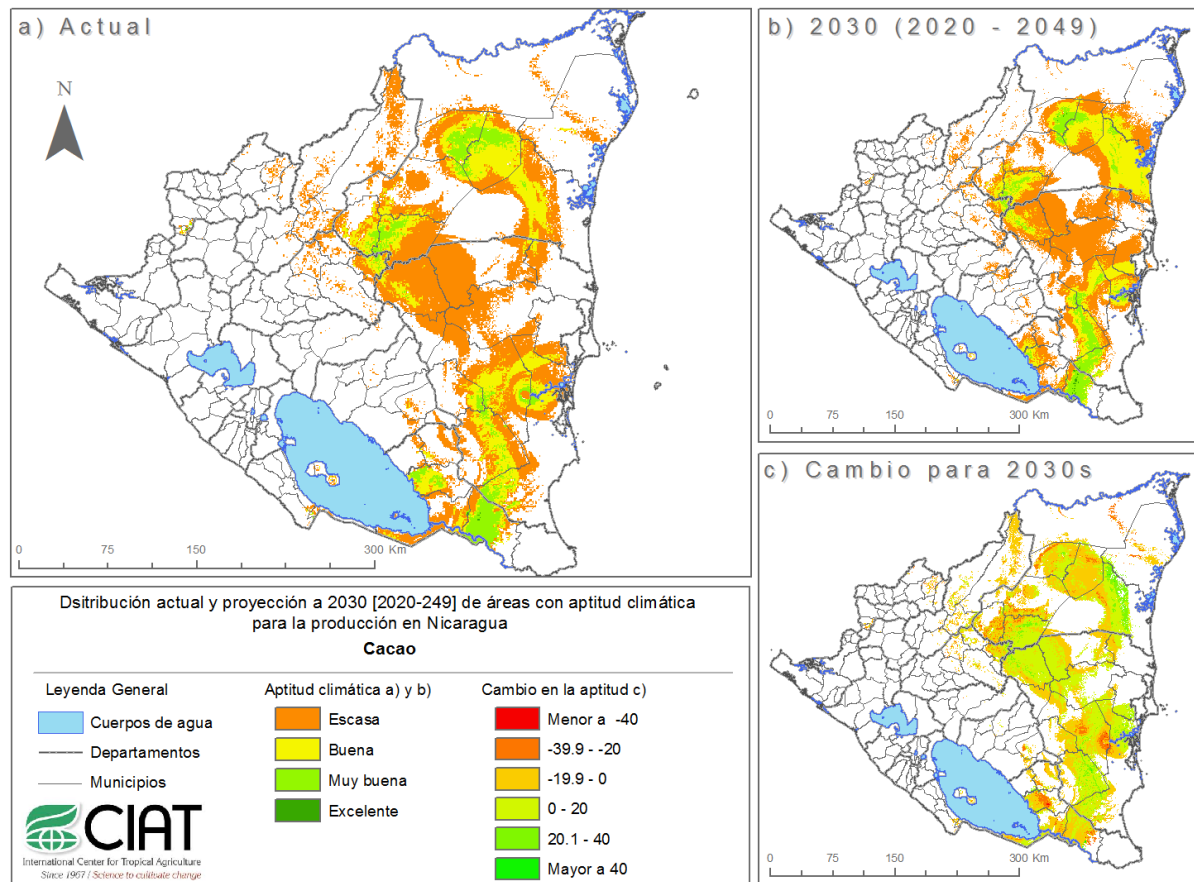 a) Actual
N
0 75 150 300 Km
b) 2030 (2020 - 2049)
0 75 150 300 Km
c) Cambio para 2030s
0 75 150 300 Km
Dsitribución actual y proyección a 2030 [2020-249] de áreas con aptitud climática
para la producción en Nicaragua
Cacao
Leyenda General
Cuerpos de agua
Departamentos
Municipios
Aptitud climática a) y b)
Escasa
Buena
Muy buena
Excelente
Cambio en la aptitud c)
Menor a -40
-39.9 - -20
-19.9 - 0
0 - 20
20.1 - 40
Mayor a 40
CIAT
International Center for Tropical Agriculture
Since 1967 / Science to cultivate change